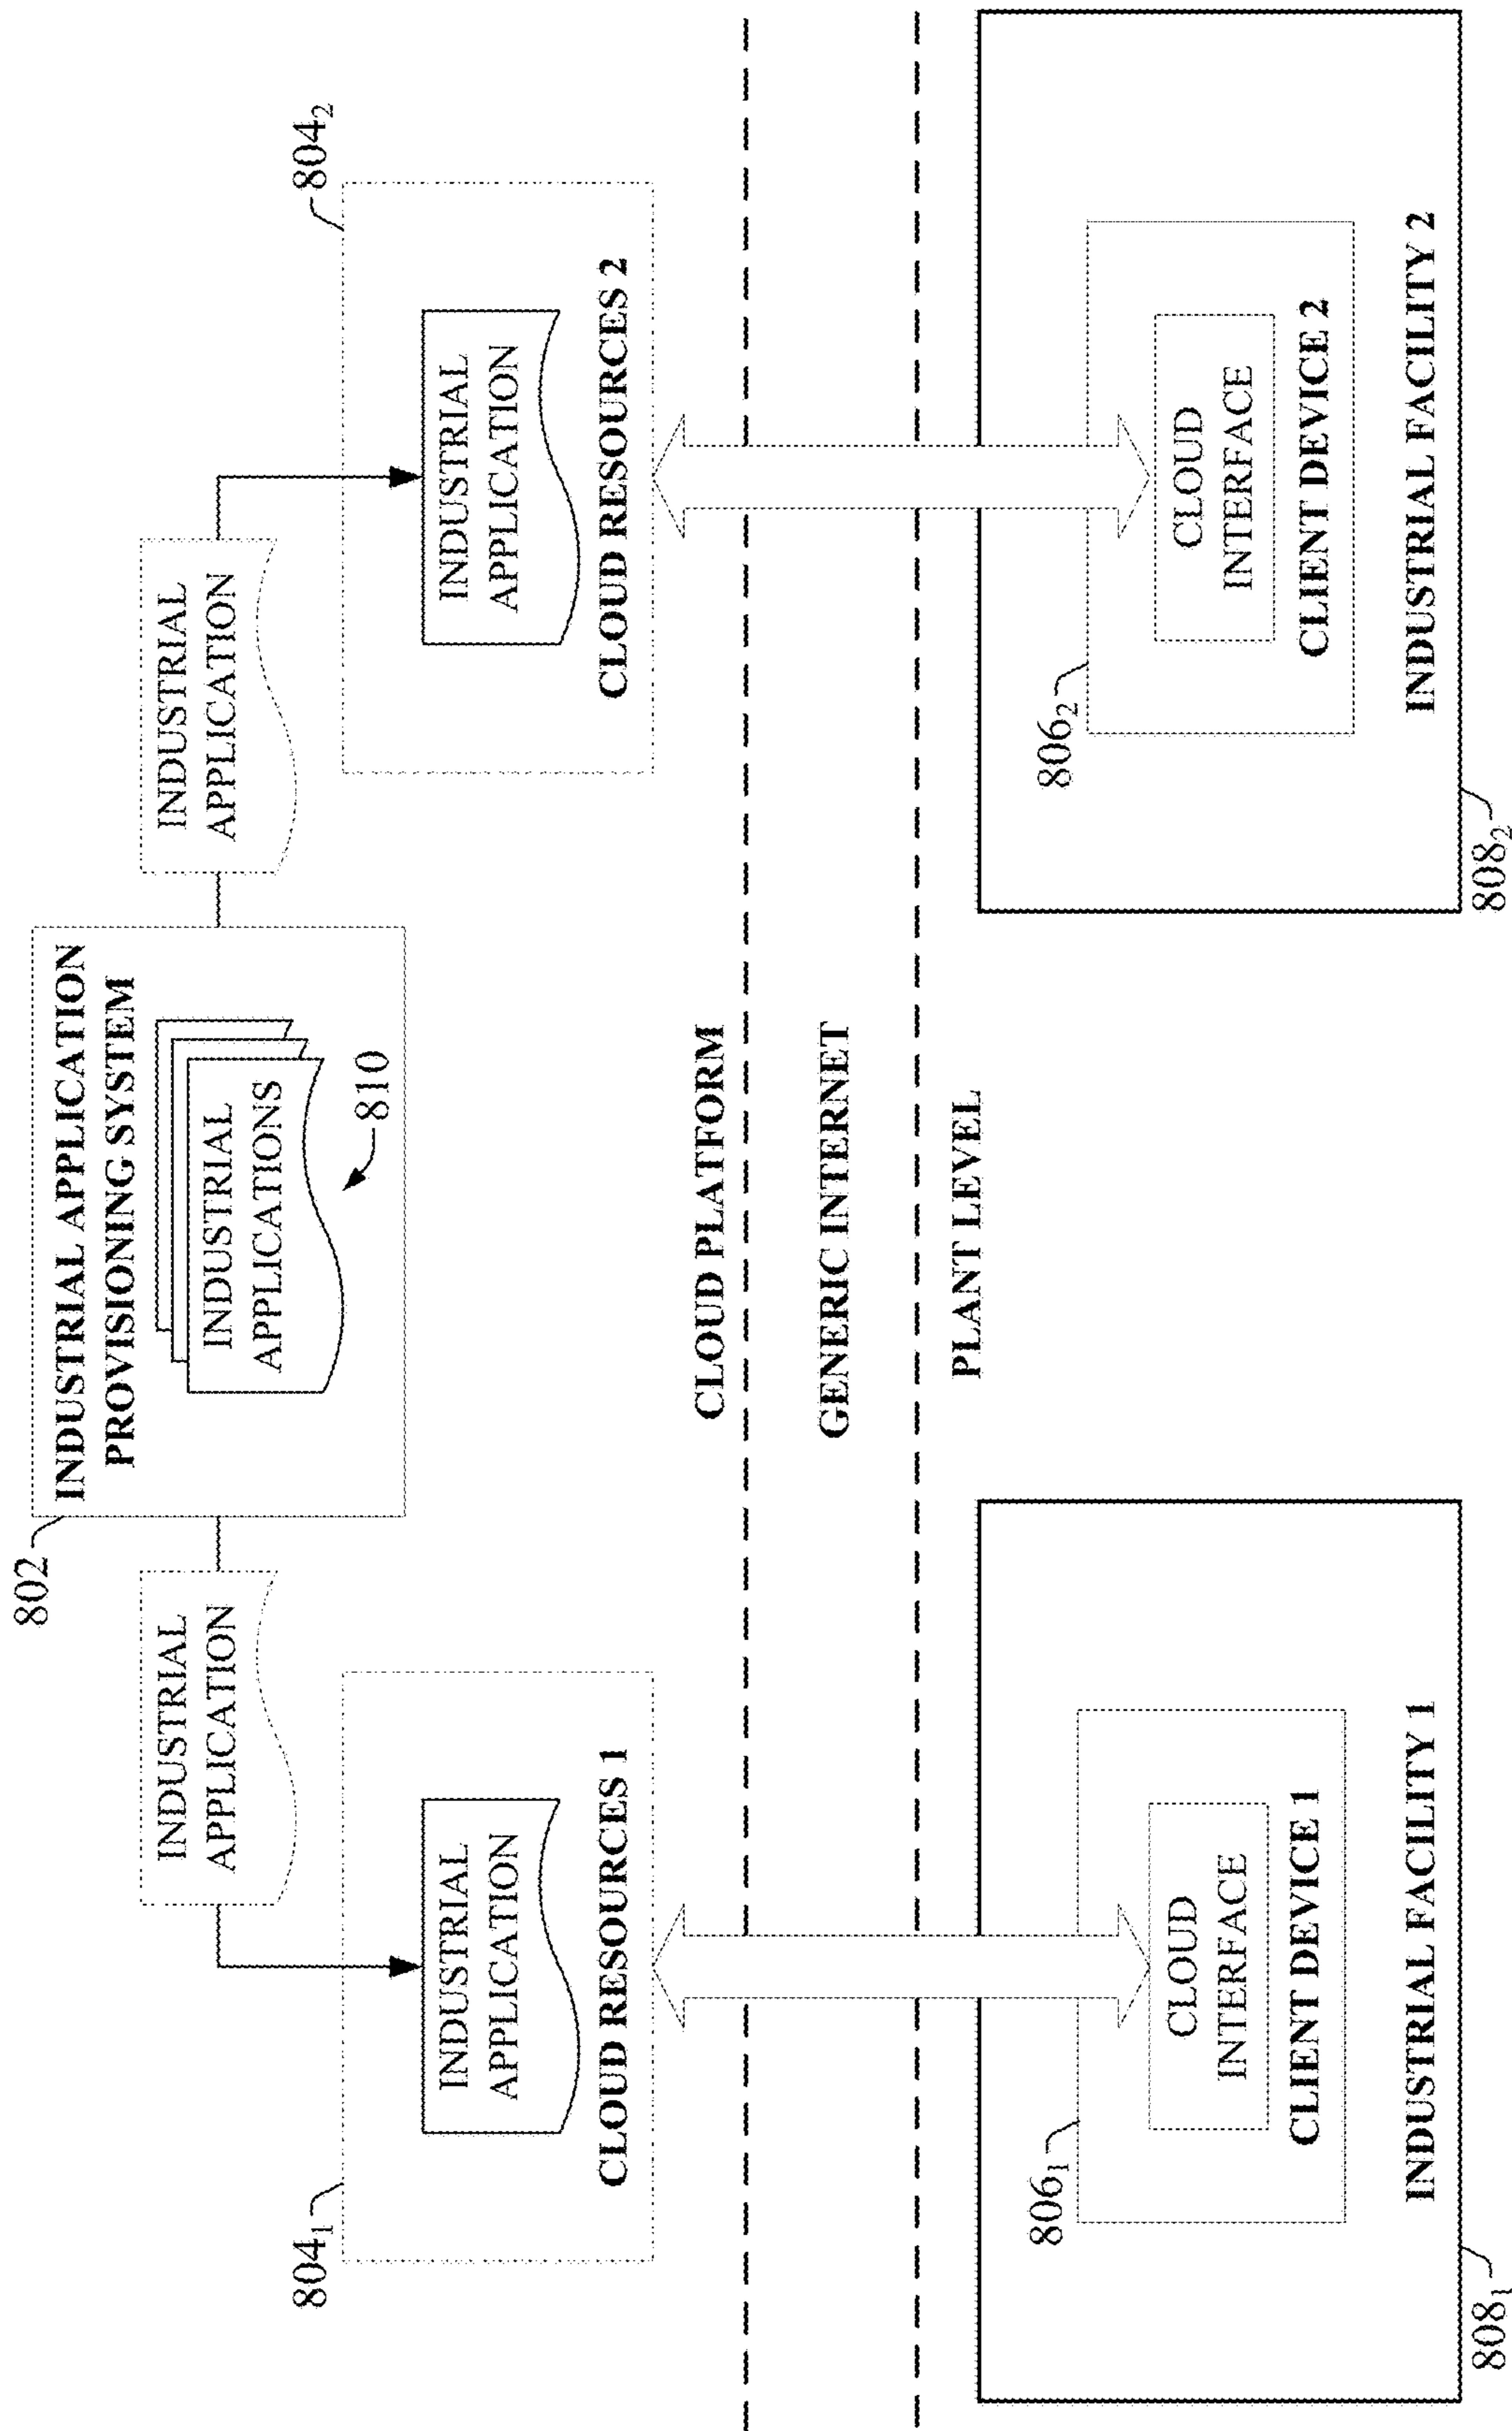 802
INDUSTRIAL APPLICATION
PROVISIONING SYSTEM
INDUSTRIAL
APPLICATIONS
810
INDUSTRIAL
APPLICATION
INDUSTRIAL
APPLICATION
804₁
INDUSTRIAL
APPLICATION
CLOUD RESOURCES 1
804₂
INDUSTRIAL
APPLICATION
CLOUD RESOURCES 2
CLOUD PLATFORM
GENERIC INTERNET
PLANT LEVEL
806₁
CLOUD
INTERFACE
CLIENT DEVICE 1
INDUSTRIAL FACILITY 1
808₁
806₂
CLOUD
INTERFACE
CLIENT DEVICE 2
INDUSTRIAL FACILITY 2
808₂